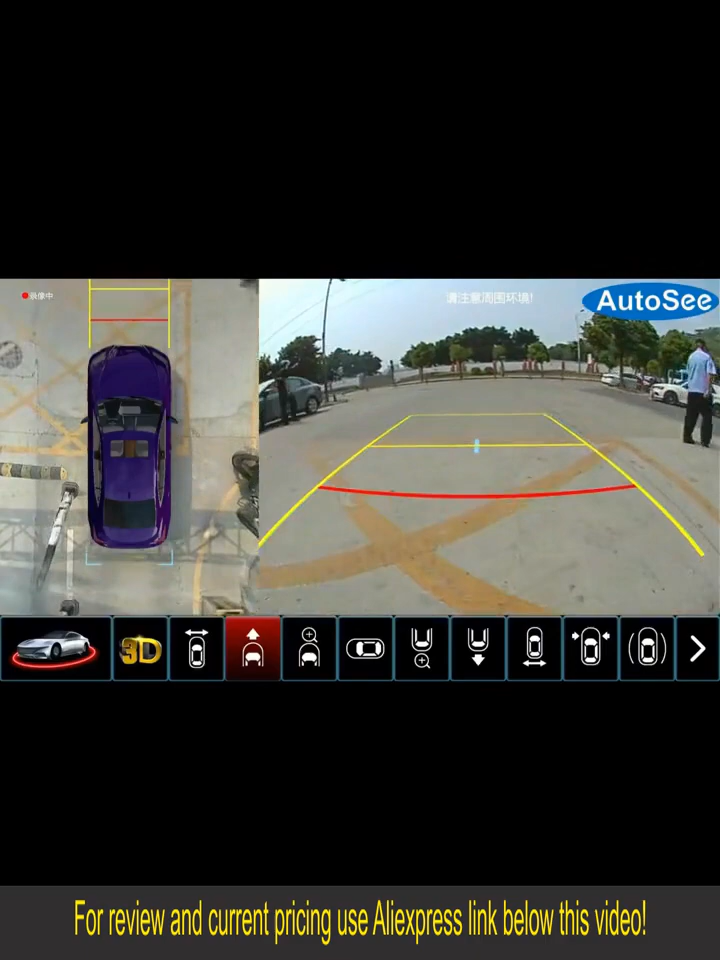 录像中
请注意周围环境!
AutoSee
3D
For review and current pricing use Aliexpress link below this video!